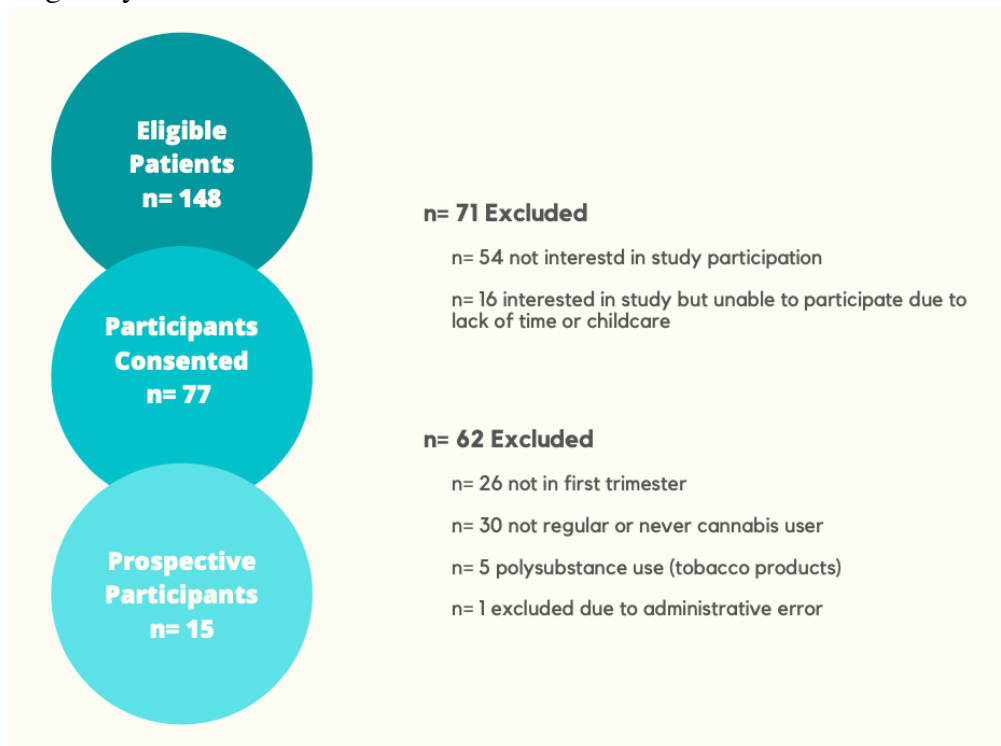 Eligible
Patients
n= 148
n= 71 Excluded
n= 54 not interestd in study participation
n= 16 interested in study but unable to participate due to
lack of time or childcare
Participants
Consented
n= 77
n= 62 Excluded
n= 26 not in first trimester
n= 30 not regular or never cannabis user
n= 5 polysubstance use (tobacco products)
n= 1 excluded due to administrative error
Prospective
Participants
n= 15